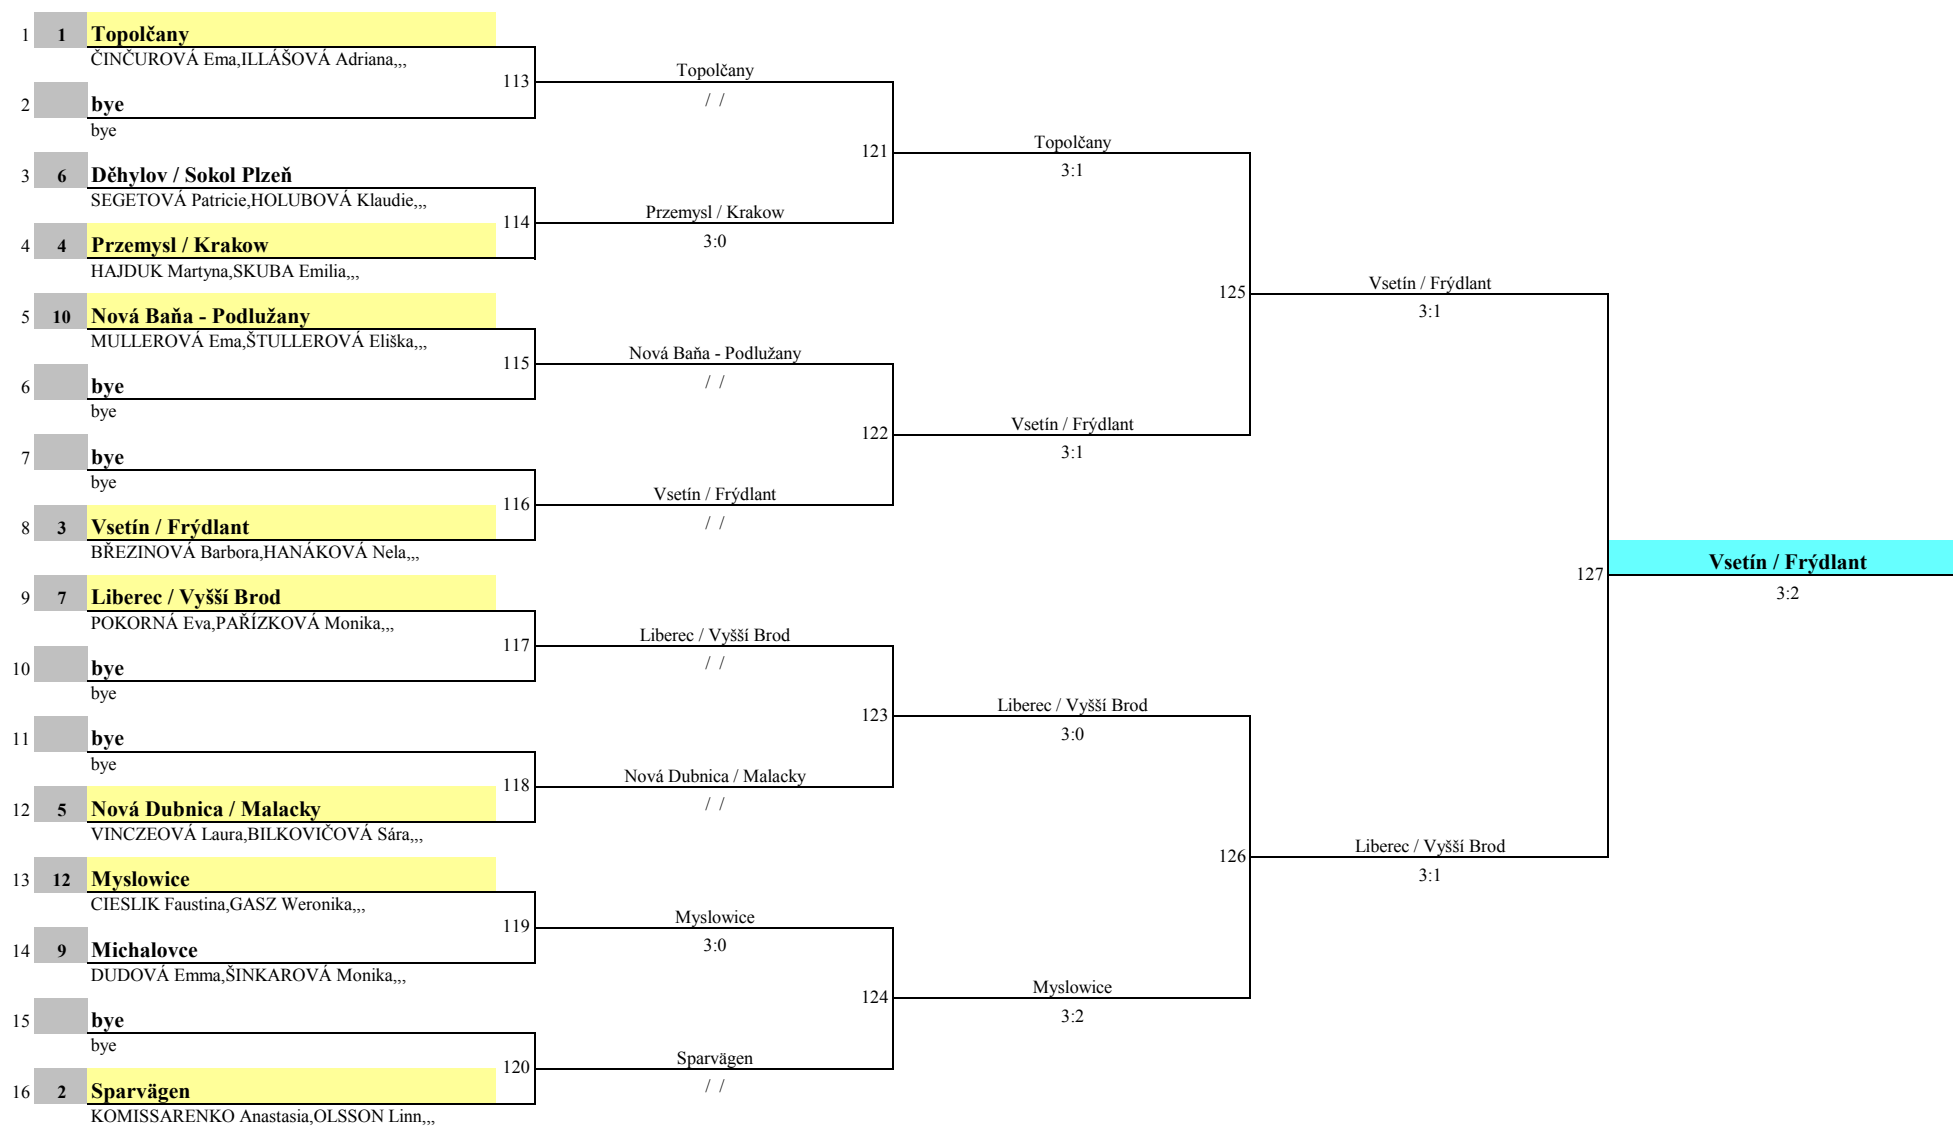 1 1 Topolčany
ČINČUROVÁ Ema,ILLÁŠOVÁ Adriana,,,
Topolčany
113
2 bye
/ /
bye
Topolčany
121
3 6 Děhylov / Sokol Plzeň
3:1
SEGETOVÁ Patricie,HOLUBOVÁ Klaudie,,,
Przemysl / Krakow
114
4 4 Przemysl / Krakow
3:0
HAJDUK Martyna,SKUBA Emilia,,,
Vsetín / Frýdlant
125
5 10 Nová Baňa - Podlužany
3:1
MULLEROVÁ Ema,ŠTULLEROVÁ Eliška,,,
Nová Baňa - Podlužany
115
6 bye
/ /
bye
Vsetín / Frýdlant
122
7 bye
3:1
bye
Vsetín / Frýdlant
116
8 3 Vsetín / Frýdlant
/ /
BŘEZINOVÁ Barbora,HANÁKOVÁ Nela,,,
Vsetín / Frýdlant
127
9 7 Liberec / Vyšší Brod
3:2
POKORNÁ Eva,PAŘÍZKOVÁ Monika,,,
Liberec / Vyšší Brod
117
10 bye
/ /
bye
Liberec / Vyšší Brod
123
11 bye
3:0
bye
Nová Dubnica / Malacky
118
12 5 Nová Dubnica / Malacky
/ /
VINCZEOVÁ Laura,BILKOVIČOVÁ Sára,,,
Liberec / Vyšší Brod
126
13 12 Myslowice
3:1
CIESLIK Faustina,GASZ Weronika,,,
Myslowice
119
14 9 Michalovce
3:0
DUDOVÁ Emma,ŠINKAROVÁ Monika,,,
Myslowice
124
15 bye
3:2
bye
Sparvägen
120
16 2 Sparvägen
/ /
KOMISSARENKO Anastasia,OLSSON Linn,,,